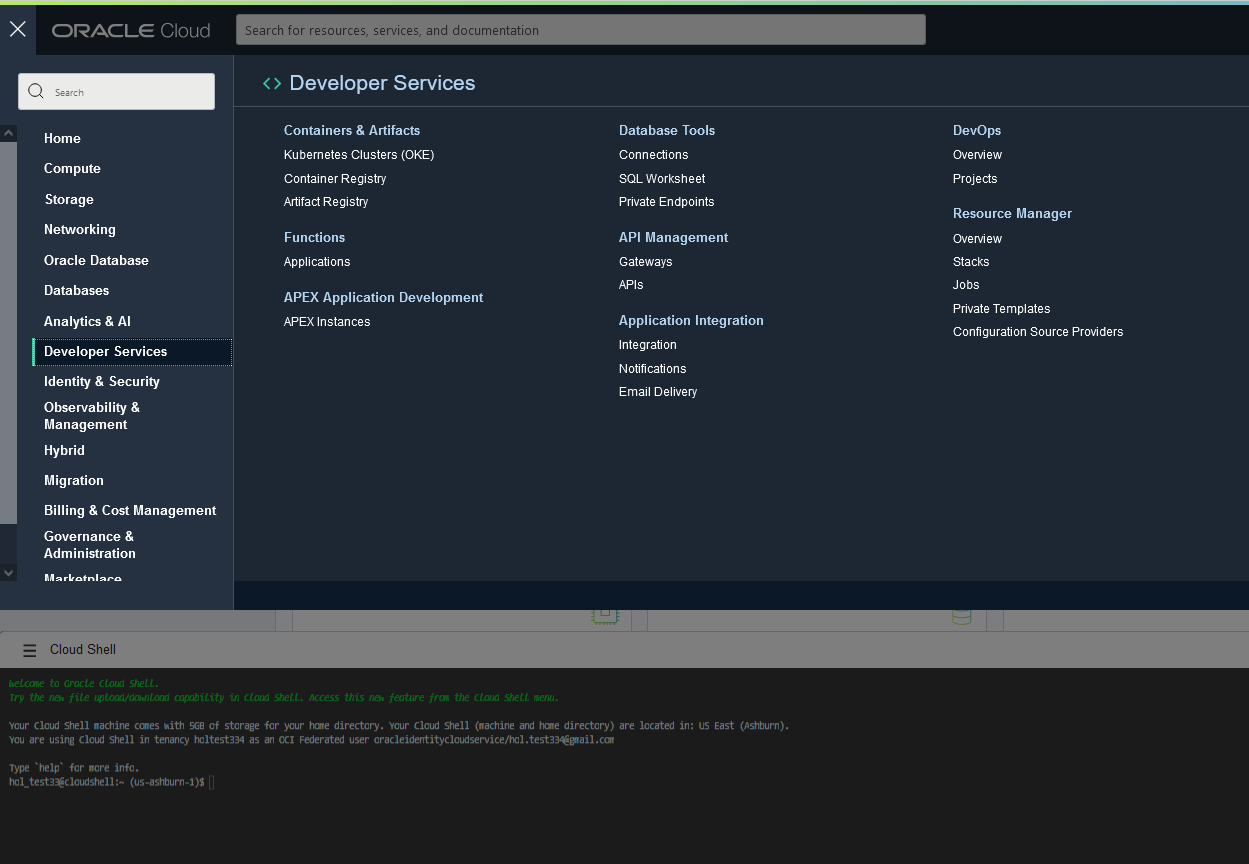 ORACLE Cloud
Search for resources, services, and documentation
Search
Home
Compute
Storage
Networking
Oracle Database
Databases
Analytics & AI
Developer Services
Identity & Security
Observability &
Management
Hybrid
Migration
Billing & Cost Management
Governance &
Administration
Marketplace
Developer Services
Containers & Artifacts
Kubernetes Clusters (OKE)
Container Registry
Artifact Registry
Functions
Applications
APEX Application Development
APEX Instances
Database Tools
Connections
SQL Worksheet
Private Endpoints
API Management
Gateways
APIs
Application Integration
Integration
Notifications
Email Delivery
DevOps
Overview
Projects
Resource Manager
Overview
Stacks
Jobs
Private Templates
Configuration Source Providers
Cloud Shell
Welcome to Oracle Cloud Shell.
Try the new file upload/download capability in Cloud Shell. Access this new feature from the Cloud Shell menu.
Your Cloud Shell machine comes with 5GB of storage for your home directory. Your Cloud Shell (machine and home directory) are located in: US East (Ashburn).
You are using Cloud Shell in tenancy holtest334 as an OCI Federated user oracleidentitycloudservice/hol.test334@gmail.com
Type `help` for more info.
hol_test33@cloudshell:~ (us-ashburn-1)$